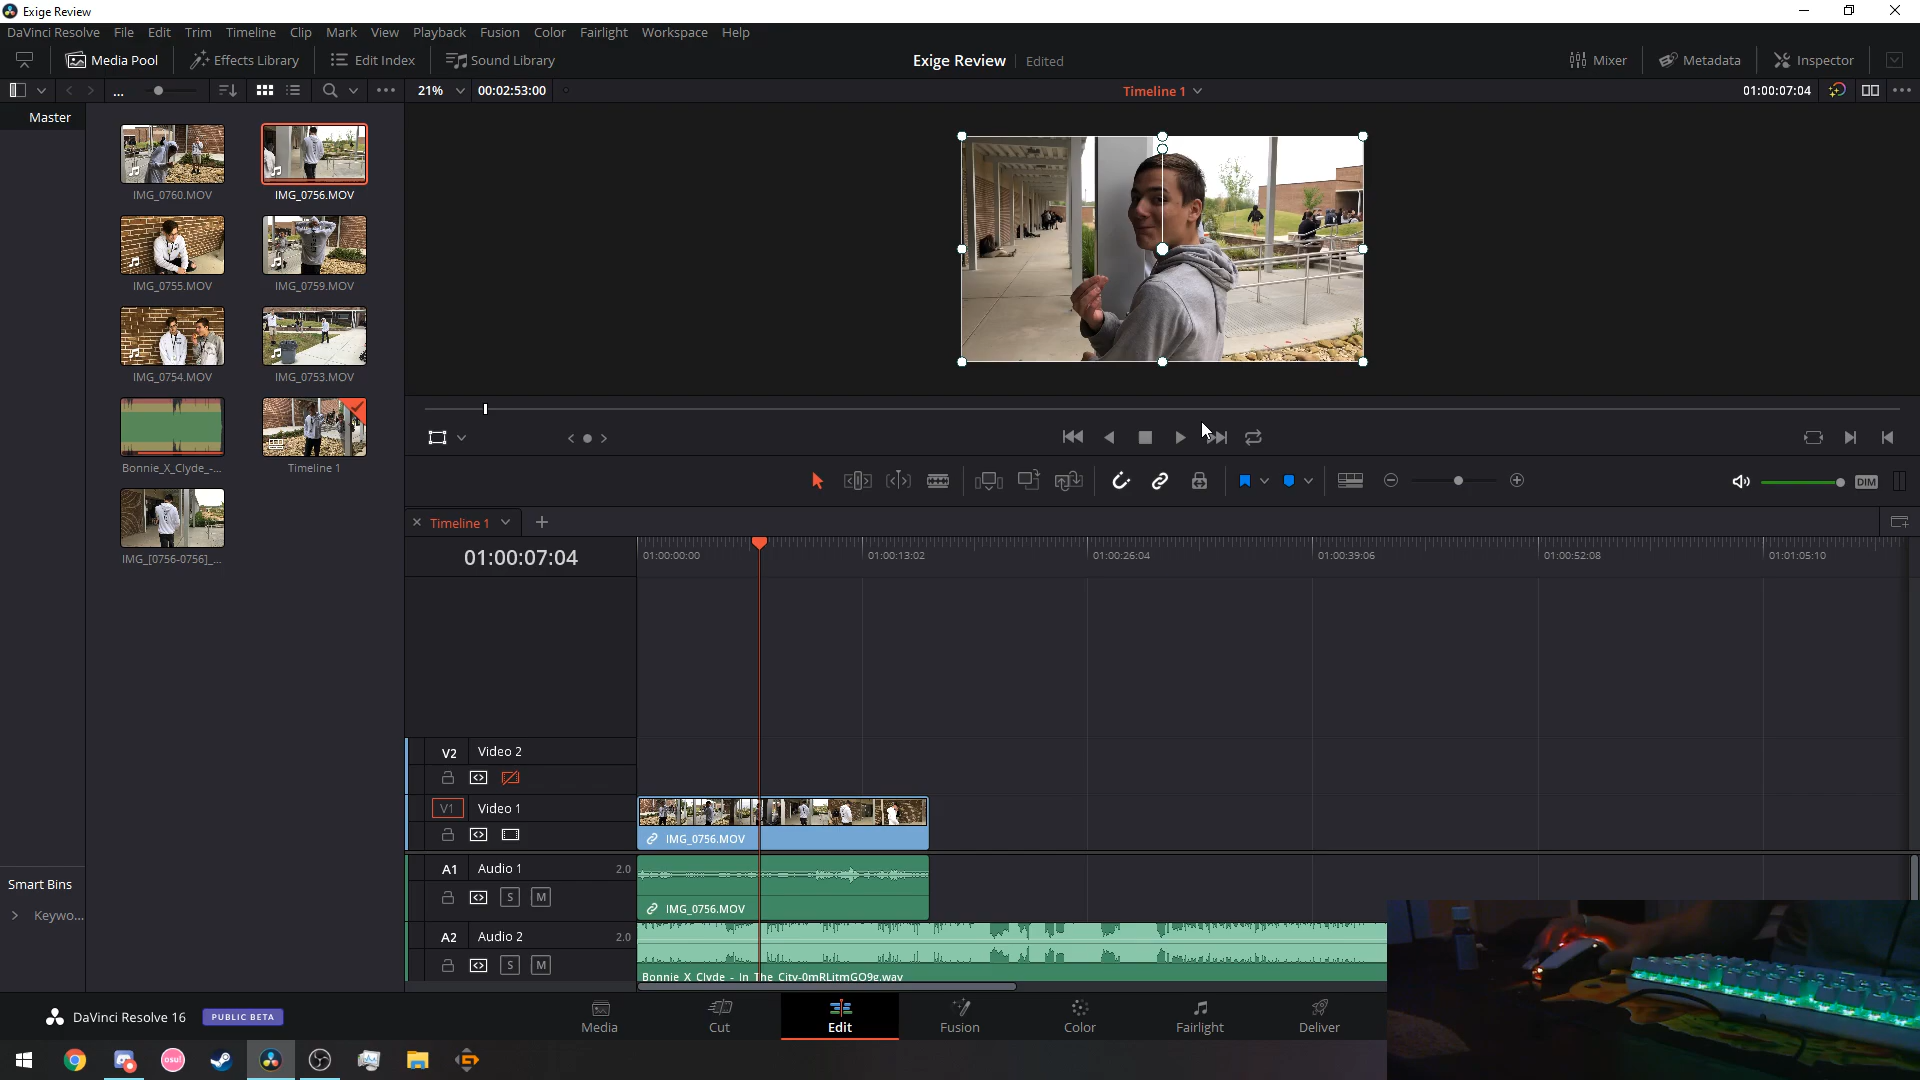 Exige Review
DaVinci Resolve File Edit Trim Timeline Clip Mark View Playback Fusion Color Fairlight Workspace Help
Media Pool Effects Library Edit Index Sound Library Exige Review Edited Mixer Metadata Inspector
... 21% 00:02:53:00 Timeline 1 01:00:07:04
Master
IMG_0760.MOV IMG_0756.MOV
IMG_0755.MOV IMG_0759.MOV
IMG_0754.MOV IMG_0753.MOV
Bonnie_X_Clyde_-... Timeline 1
IMG_[0756-0756]_...
DIM
Timeline 1
01:00:07:04 01:00:00:00 01:00:13:02 01:00:26:04 01:00:39:06 01:00:52:08 01:01:05:10
V2 Video 2
V1 Video 1
IMG_0756.MOV
A1 Audio 1 2.0
S M
IMG_0756.MOV
A2 Audio 2 2.0
S M
Bonnie X Clyde - In The City-0mRLitmGO9g.wav
Smart Bins
Keywo...
DaVinci Resolve 16 PUBLIC BETA
Media Cut Edit Fusion Color Fairlight Deliver
osu!